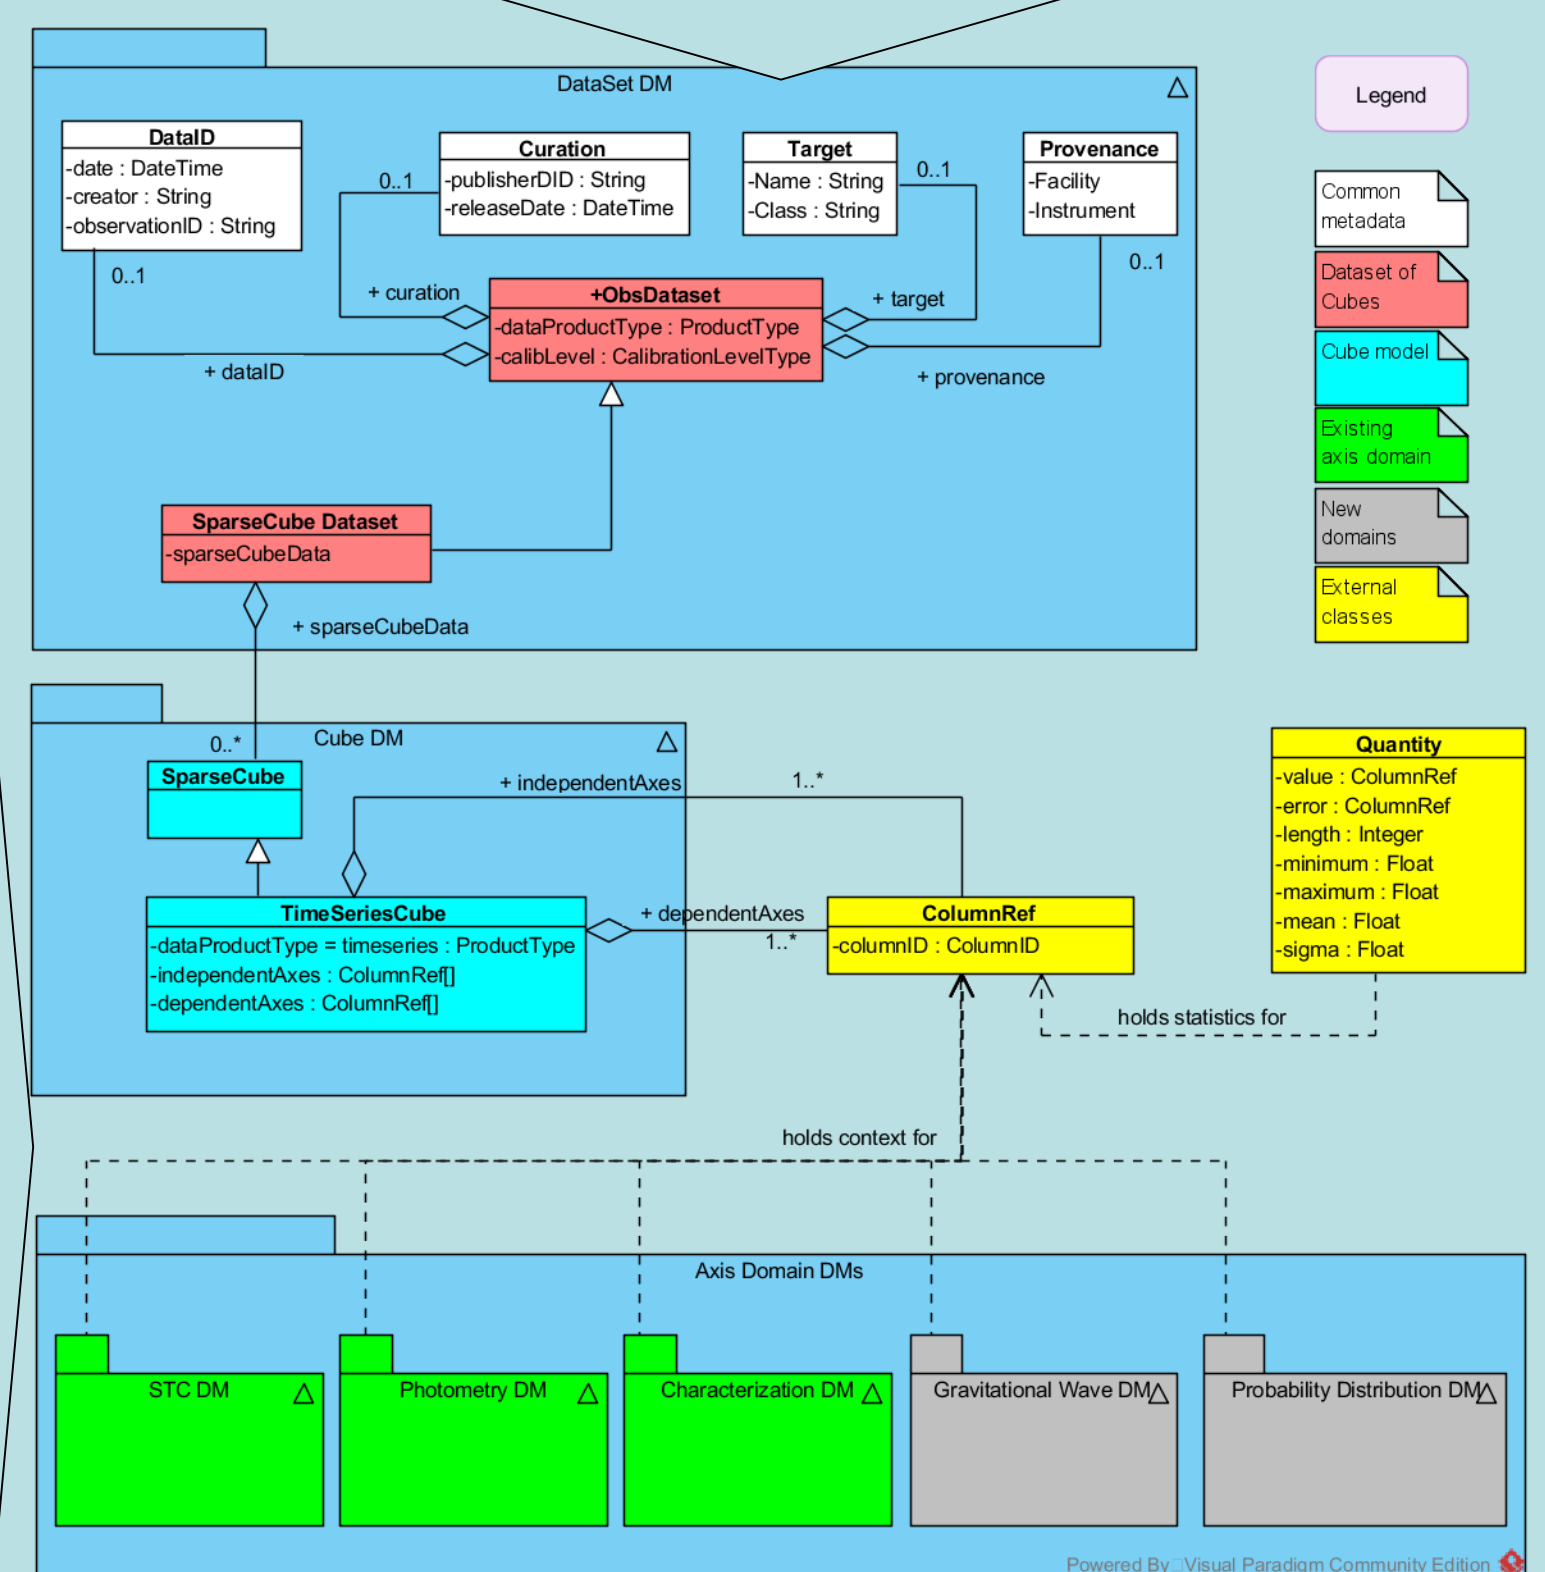 DataSet DM
Legend
DataID
-date : DateTime
-creator : String
-observationID : String
0..1
Curation
-publisherDID : String
-releaseDate : DateTime
0..1
+ curation
Target
-Name : String
-Class : String
0..1
+ target
Provenance
-Facility
-Instrument
0..1
+ provenance
+ dataID
+ObsDataset
-dataProductType : ProductType
-calibLevel : CalibrationLevelType
SparseCube Dataset
-sparseCubeData
+ sparseCubeData
Common
metadata
Dataset of
Cubes
Cube model
Existing
axis domain
New
domains
External
classes
0..*
Cube DM
SparseCube
+ independentAxes
1..*
TimeSeriesCube
-dataProductType = timeseries : ProductType
-independentAxes : ColumnRef[]
-dependentAxes : ColumnRef[]
+ dependentAxes
1..*
ColumnRef
-columnID : ColumnID
Quantity
-value : ColumnRef
-error : ColumnRef
-length : Integer
-minimum : Float
-maximum : Float
-mean : Float
-sigma : Float
holds statistics for
holds context for
Axis Domain DMs
STC DM
Photometry DM
Characterization DM
Gravitational Wave DM
Probability Distribution DM
Powered By Visual Paradigm Community Edition